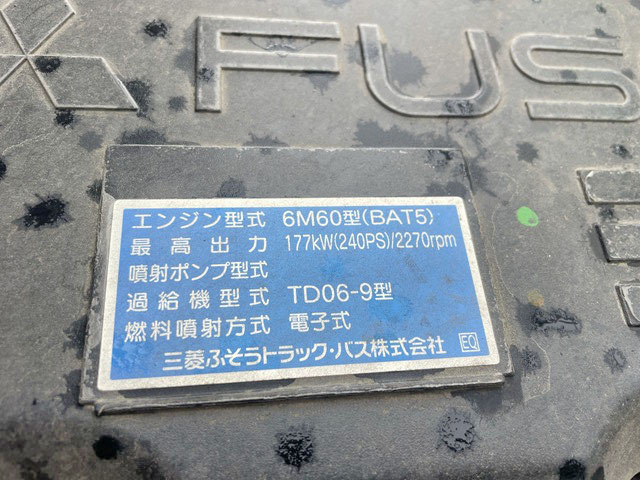 FUS
エンジン型式 6M60型(BAT5)
最高出力 177kW(240PS)/2270rpm
噴射ポンプ型式
過給機型式 TD06-9型
燃料噴射方式 電子式
三菱ふそうトラック・バス株式会社 EQ